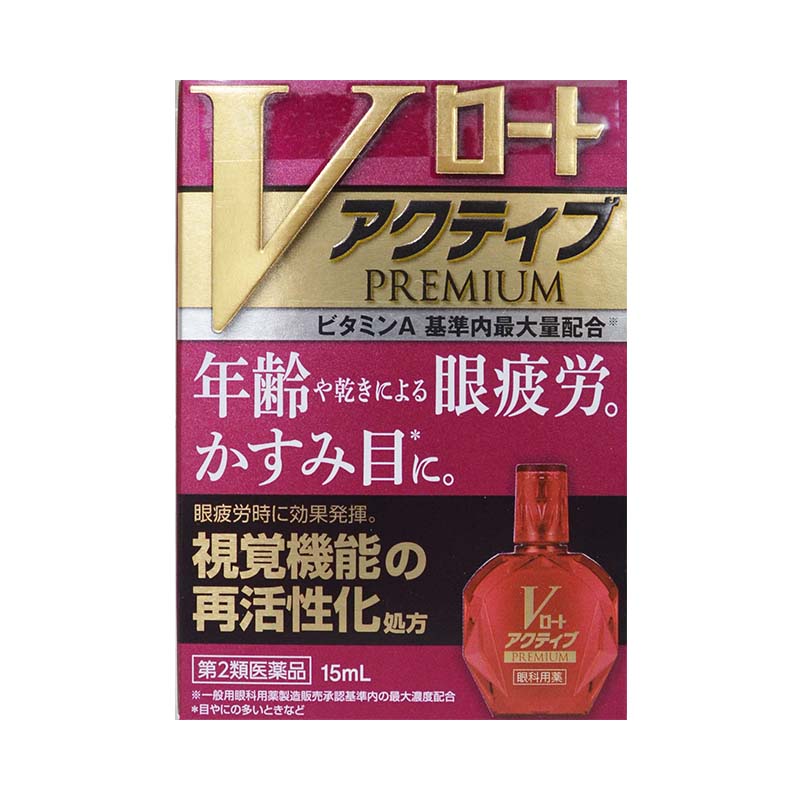 Vロート
アクティブ
PREMIUM
ビタミンA 基準内最大量配合※
年齢や乾きによる眼疲労。
かすみ目*に。
眼疲労時に効果発揮。
視覚機能の
再活性化処方
第2類医薬品 15mL
※一般用眼科用薬製造販売承認基準内の最大濃度配合
*目やにの多いときなど
Vロート
アクティブ
PREMIUM
眼科用薬